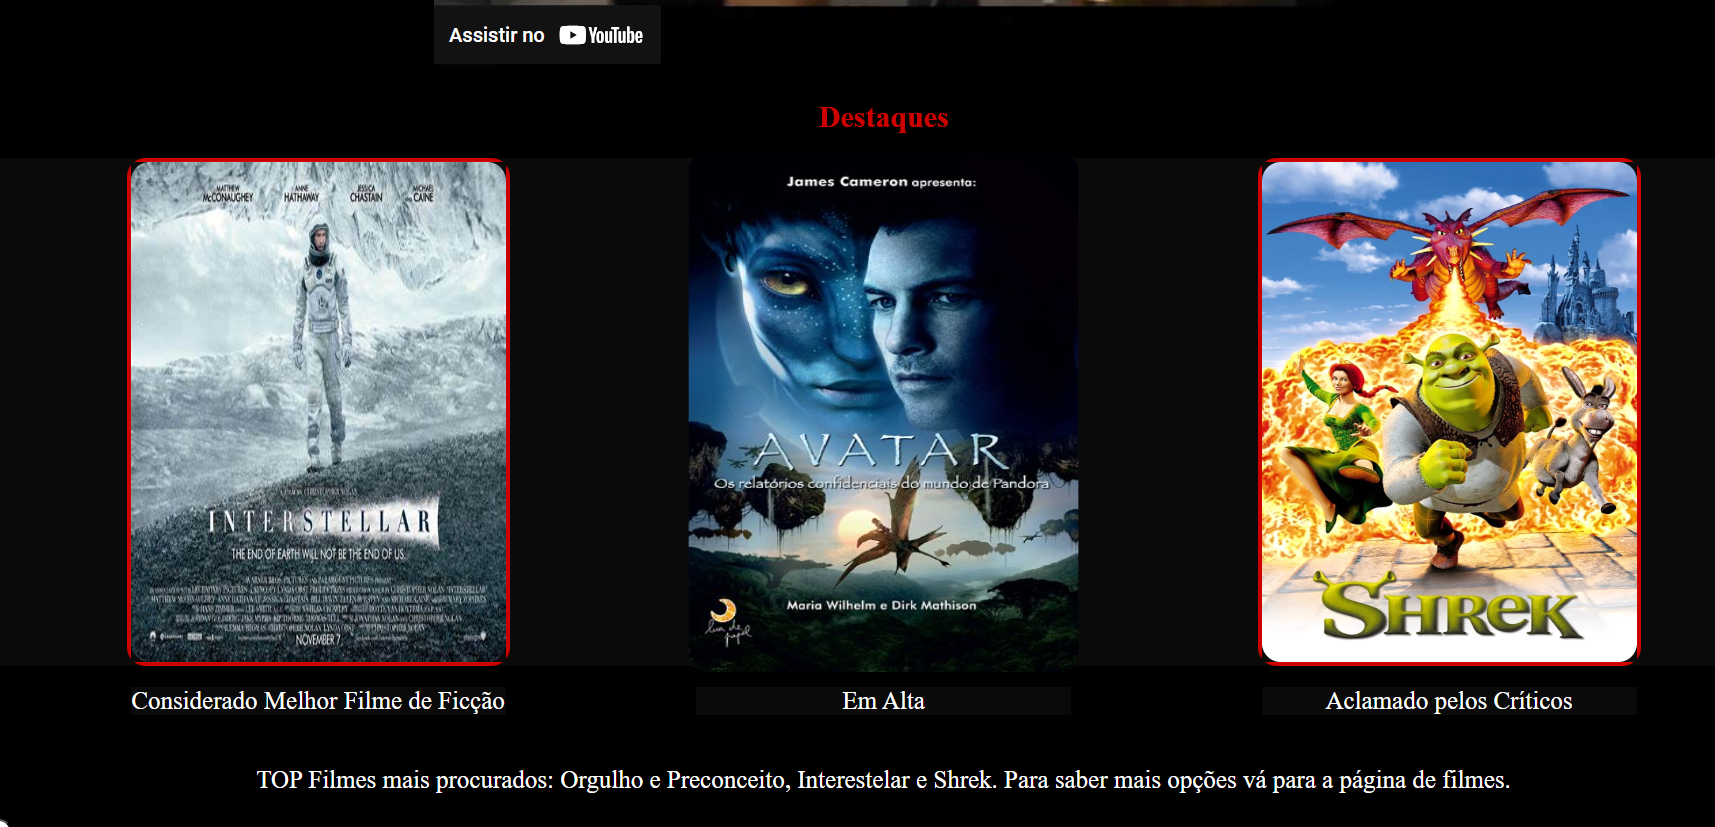 Assistir no YouTube
Destaques
MATTHEW McCONAUGHEY ANNE HATHAWAY JESSICA CHASTAIN MICHAEL CAINE
INTERSTELLAR
THE END OF EARTH WILL NOT BE THE END OF US.
NOVEMBER 7
James Cameron apresenta:
AVATAR
Os relatórios confidenciais do mundo de Pandora
Maria Wilhelm e Dirk Mathison
lua de papel
SHREK
Considerado Melhor Filme de Ficção
Em Alta
Aclamado pelos Críticos
TOP Filmes mais procurados: Orgulho e Preconceito, Interestelar e Shrek. Para saber mais opções vá para a página de filmes.